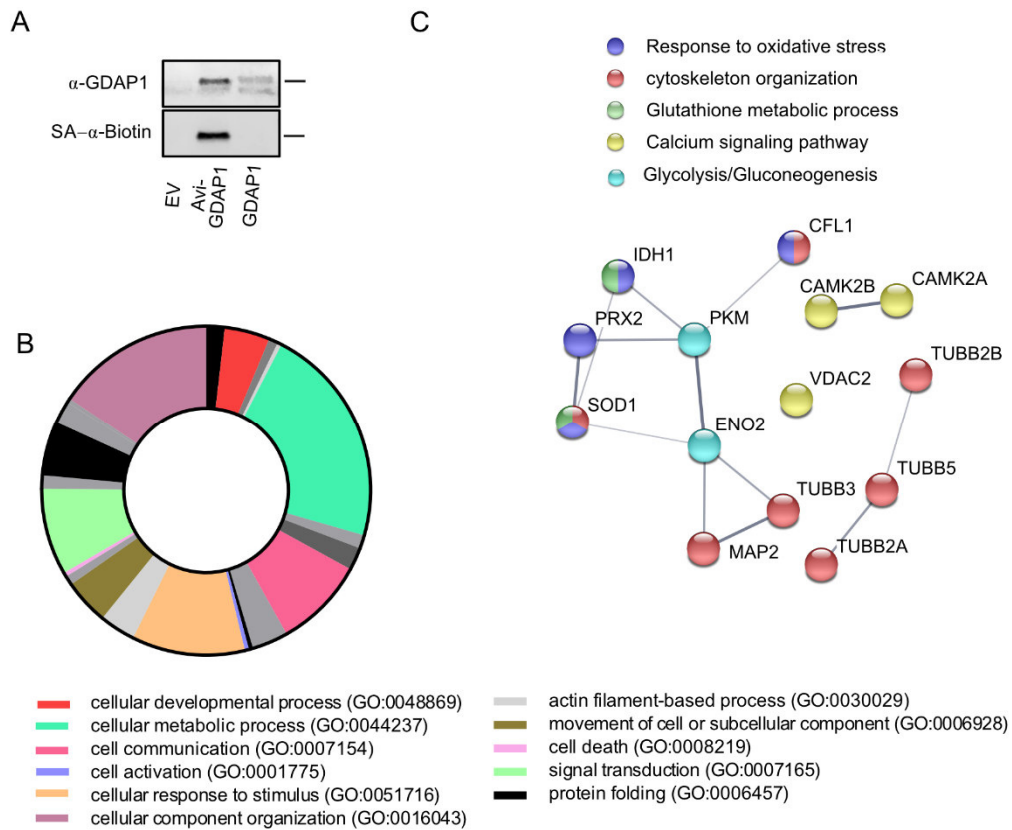 A
α-GDAP1
SA-α-Biotin
EV
Avi-
GDAP1
GDAP1
B
C
Response to oxidative stress
cytoskeleton organization
Glutathione metabolic process
Calcium signaling pathway
Glycolysis/Gluconeogenesis
CFL1
IDH1
CAMK2B
CAMK2A
PRX2
PKM
TUBB2B
VDAC2
SOD1
ENO2
TUBB5
TUBB3
MAP2
TUBB2A
cellular developmental process (GO:0048869)
cellular metabolic process (GO:0044237)
cell communication (GO:0007154)
cell activation (GO:0001775)
cellular response to stimulus (GO:0051716)
cellular component organization (GO:0016043)
actin filament-based process (GO:0030029)
movement of cell or subcellular component (GO:0006928)
cell death (GO:0008219)
signal transduction (GO:0007165)
protein folding (GO:0006457)